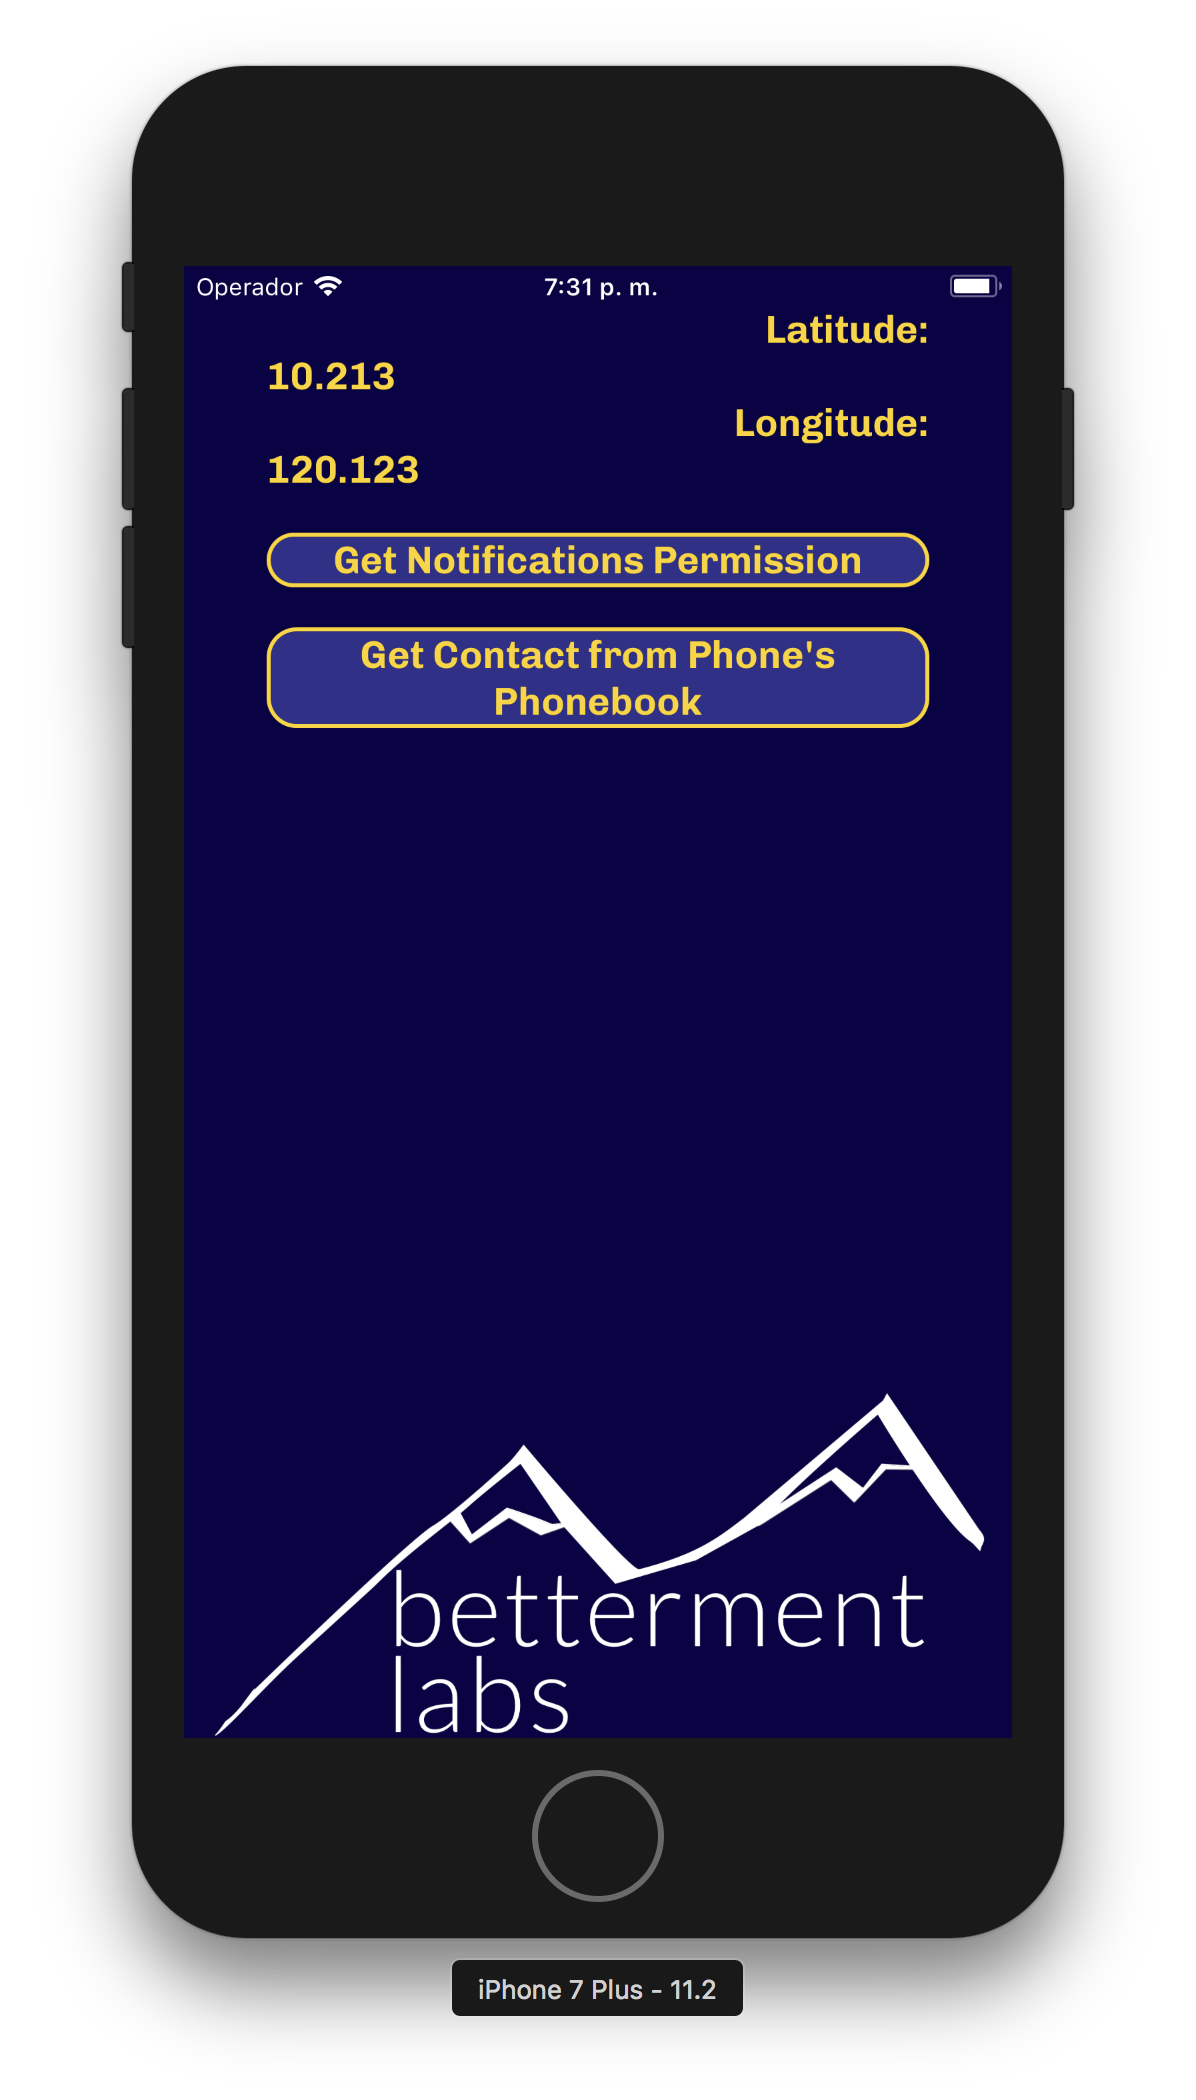 Operador 7:31 p. m.
Latitude:
10.213
Longitude:
120.123
Get Notifications Permission
Get Contact from Phone's
Phonebook
betterment
labs
iPhone 7 Plus - 11.2